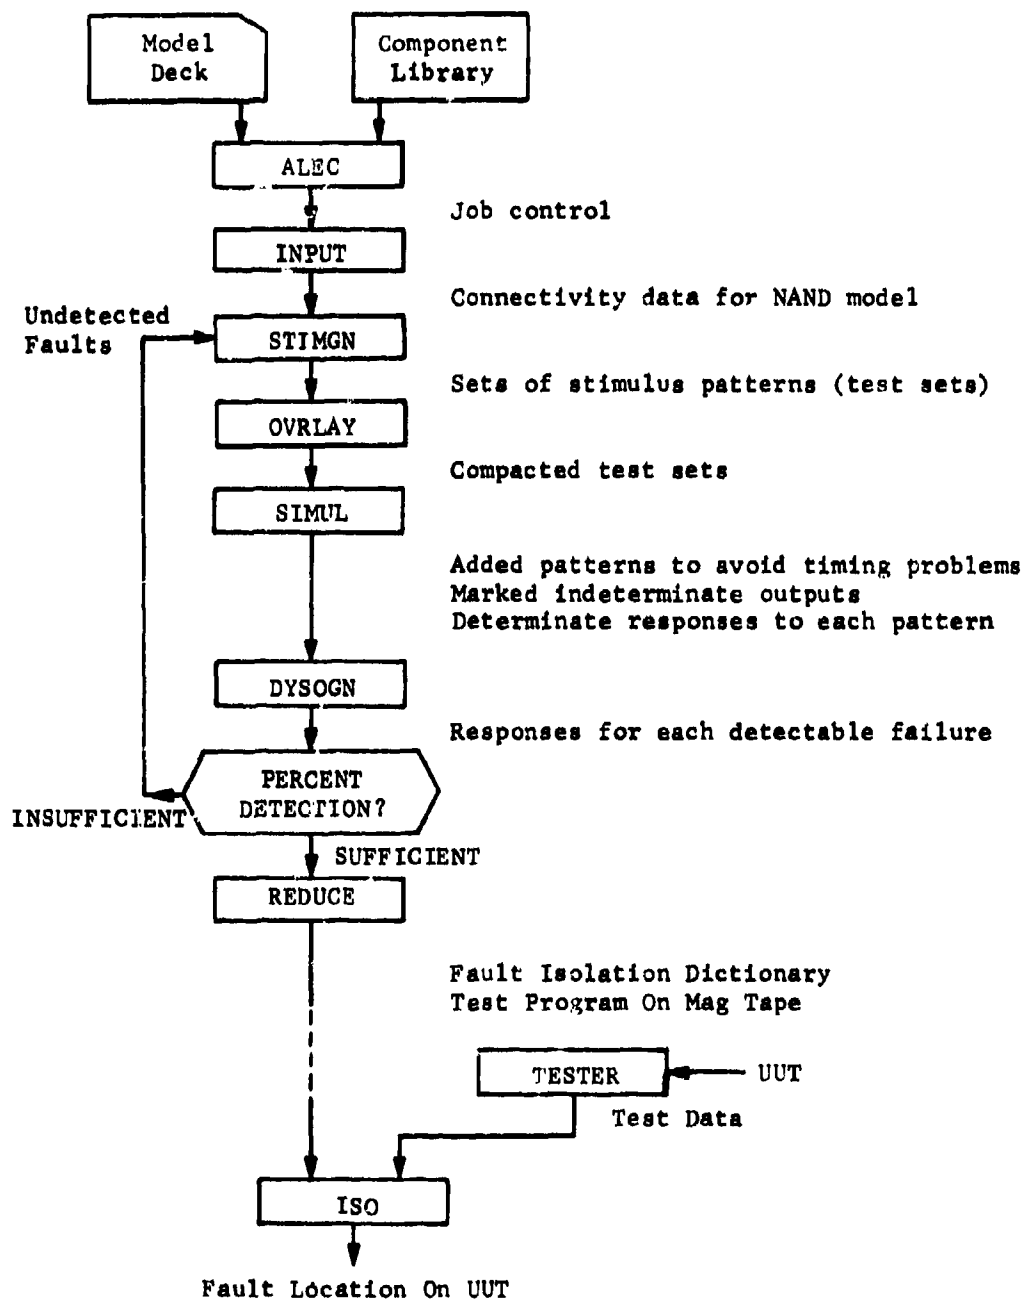 Model
Deck
Component
Library
ALEC
Job control
INPUT
Connectivity data for NAND model
Undetected
Faults
STIMGN
Sets of stimulus patterns (test sets)
OVRLAY
Compacted test sets
SIMUL
Added patterns to avoid timing problems
Marked indeterminate outputs
Determinate responses to each pattern
DYSOGN
Responses for each detectable failure
PERCENT
DETECTION?
INSUFFICIENT
SUFFICIENT
REDUCE
Fault Isolation Dictionary
Test Program On Mag Tape
TESTER
UUT
Test Data
ISO
Fault Location On UUT